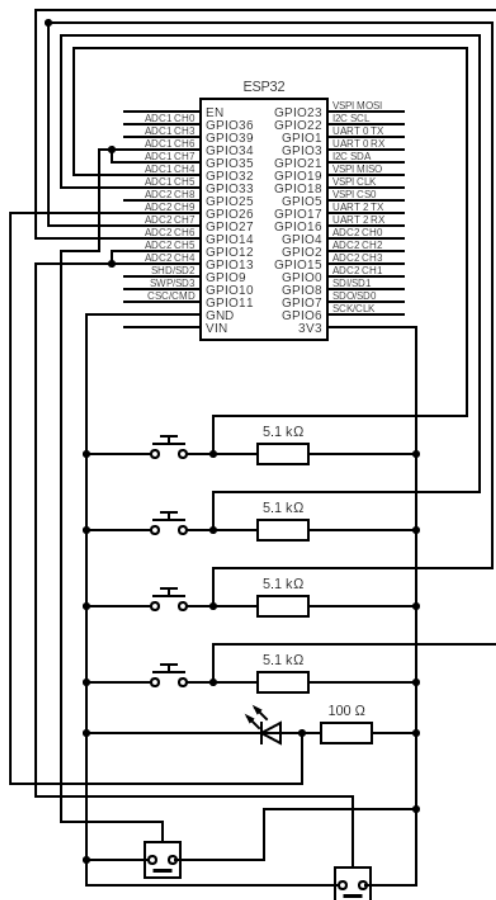 ESP32
EN GPIO23 VSPI MOSI
ADC1 CH0 GPIO36 GPIO22 I2C SCL
ADC1 CH3 GPIO39 GPIO1 UART 0 TX
ADC1 CH6 GPIO34 GPIO3 UART 0 RX
ADC1 CH7 GPIO35 GPIO21 I2C SDA
ADC1 CH4 GPIO32 GPIO19 VSPI MISO
ADC1 CH5 GPIO33 GPIO18 VSPI CLK
ADC2 CH8 GPIO25 GPIO5 VSPI CS0
ADC2 CH9 GPIO26 GPIO17 UART 2 TX
ADC2 CH7 GPIO27 GPIO16 UART 2 RX
ADC2 CH6 GPIO14 GPIO4 ADC2 CH0
ADC2 CH5 GPIO12 GPIO2 ADC2 CH2
ADC2 CH4 GPIO13 GPIO15 ADC2 CH3
SHD/SD2 GPIO9 GPIO0 ADC2 CH1
SWP/SD3 GPIO10 GPIO8 SDI/SD1
CSC/CMD GPIO11 GPIO7 SDO/SD0
GND GPIO6 SCK/CLK
VIN 3V3
5.1 kΩ
5.1 kΩ
5.1 kΩ
5.1 kΩ
100 Ω